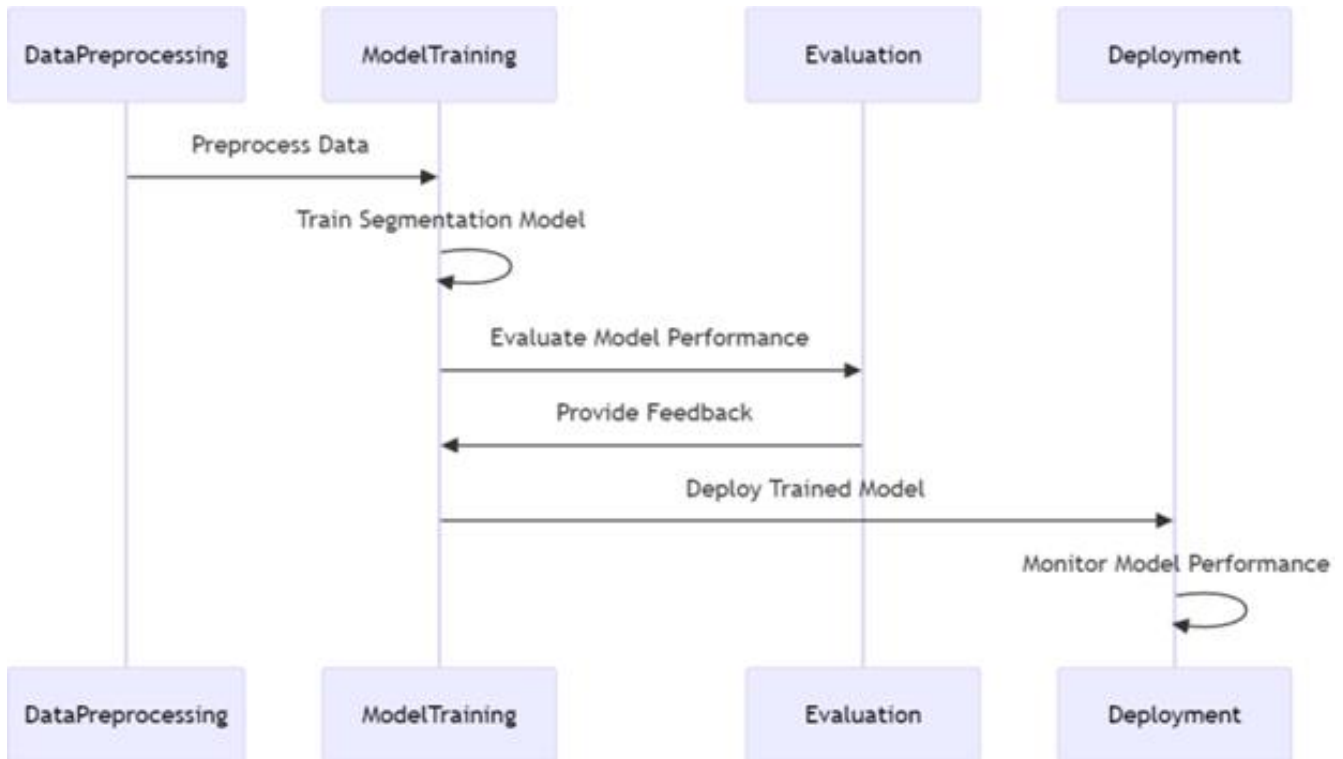 DataPreprocessing
ModelTraining
Evaluation
Deployment
Preprocess Data
Train Segmentation Model
Evaluate Model Performance
Provide Feedback
Deploy Trained Model
Monitor Model Performance
DataPreprocessing
ModelTraining
Evaluation
Deployment